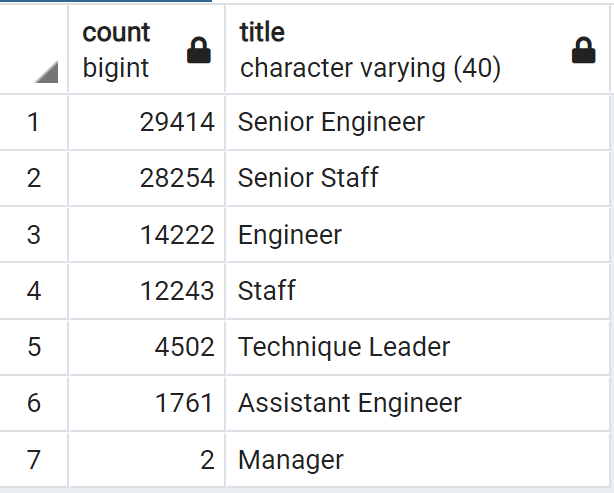 count title
bigint character varying (40)
1 29414 Senior Engineer
2 28254 Senior Staff
3 14222 Engineer
4 12243 Staff
5 4502 Technique Leader
6 1761 Assistant Engineer
7 2 Manager